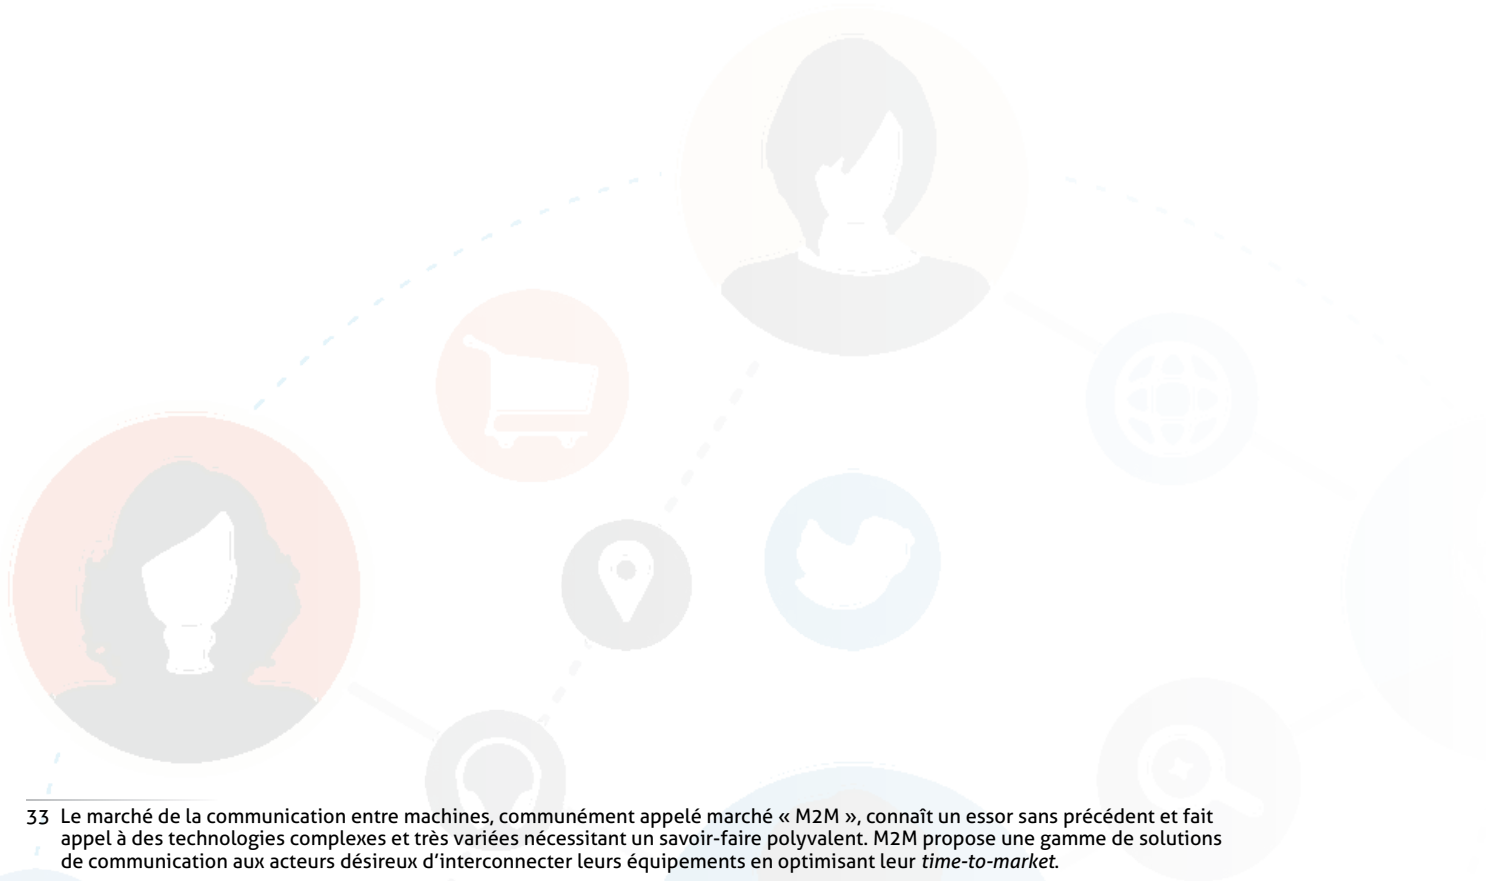 33 Le marché de la communication entre machines, communément appelé marché « M2M », connaît un essor sans précédent et fait
appel à des technologies complexes et très variées nécessitant un savoir-faire polyvalent. M2M propose une gamme de solutions
de communication aux acteurs désireux d'interconnecter leurs équipements en optimisant leur time-to-market.